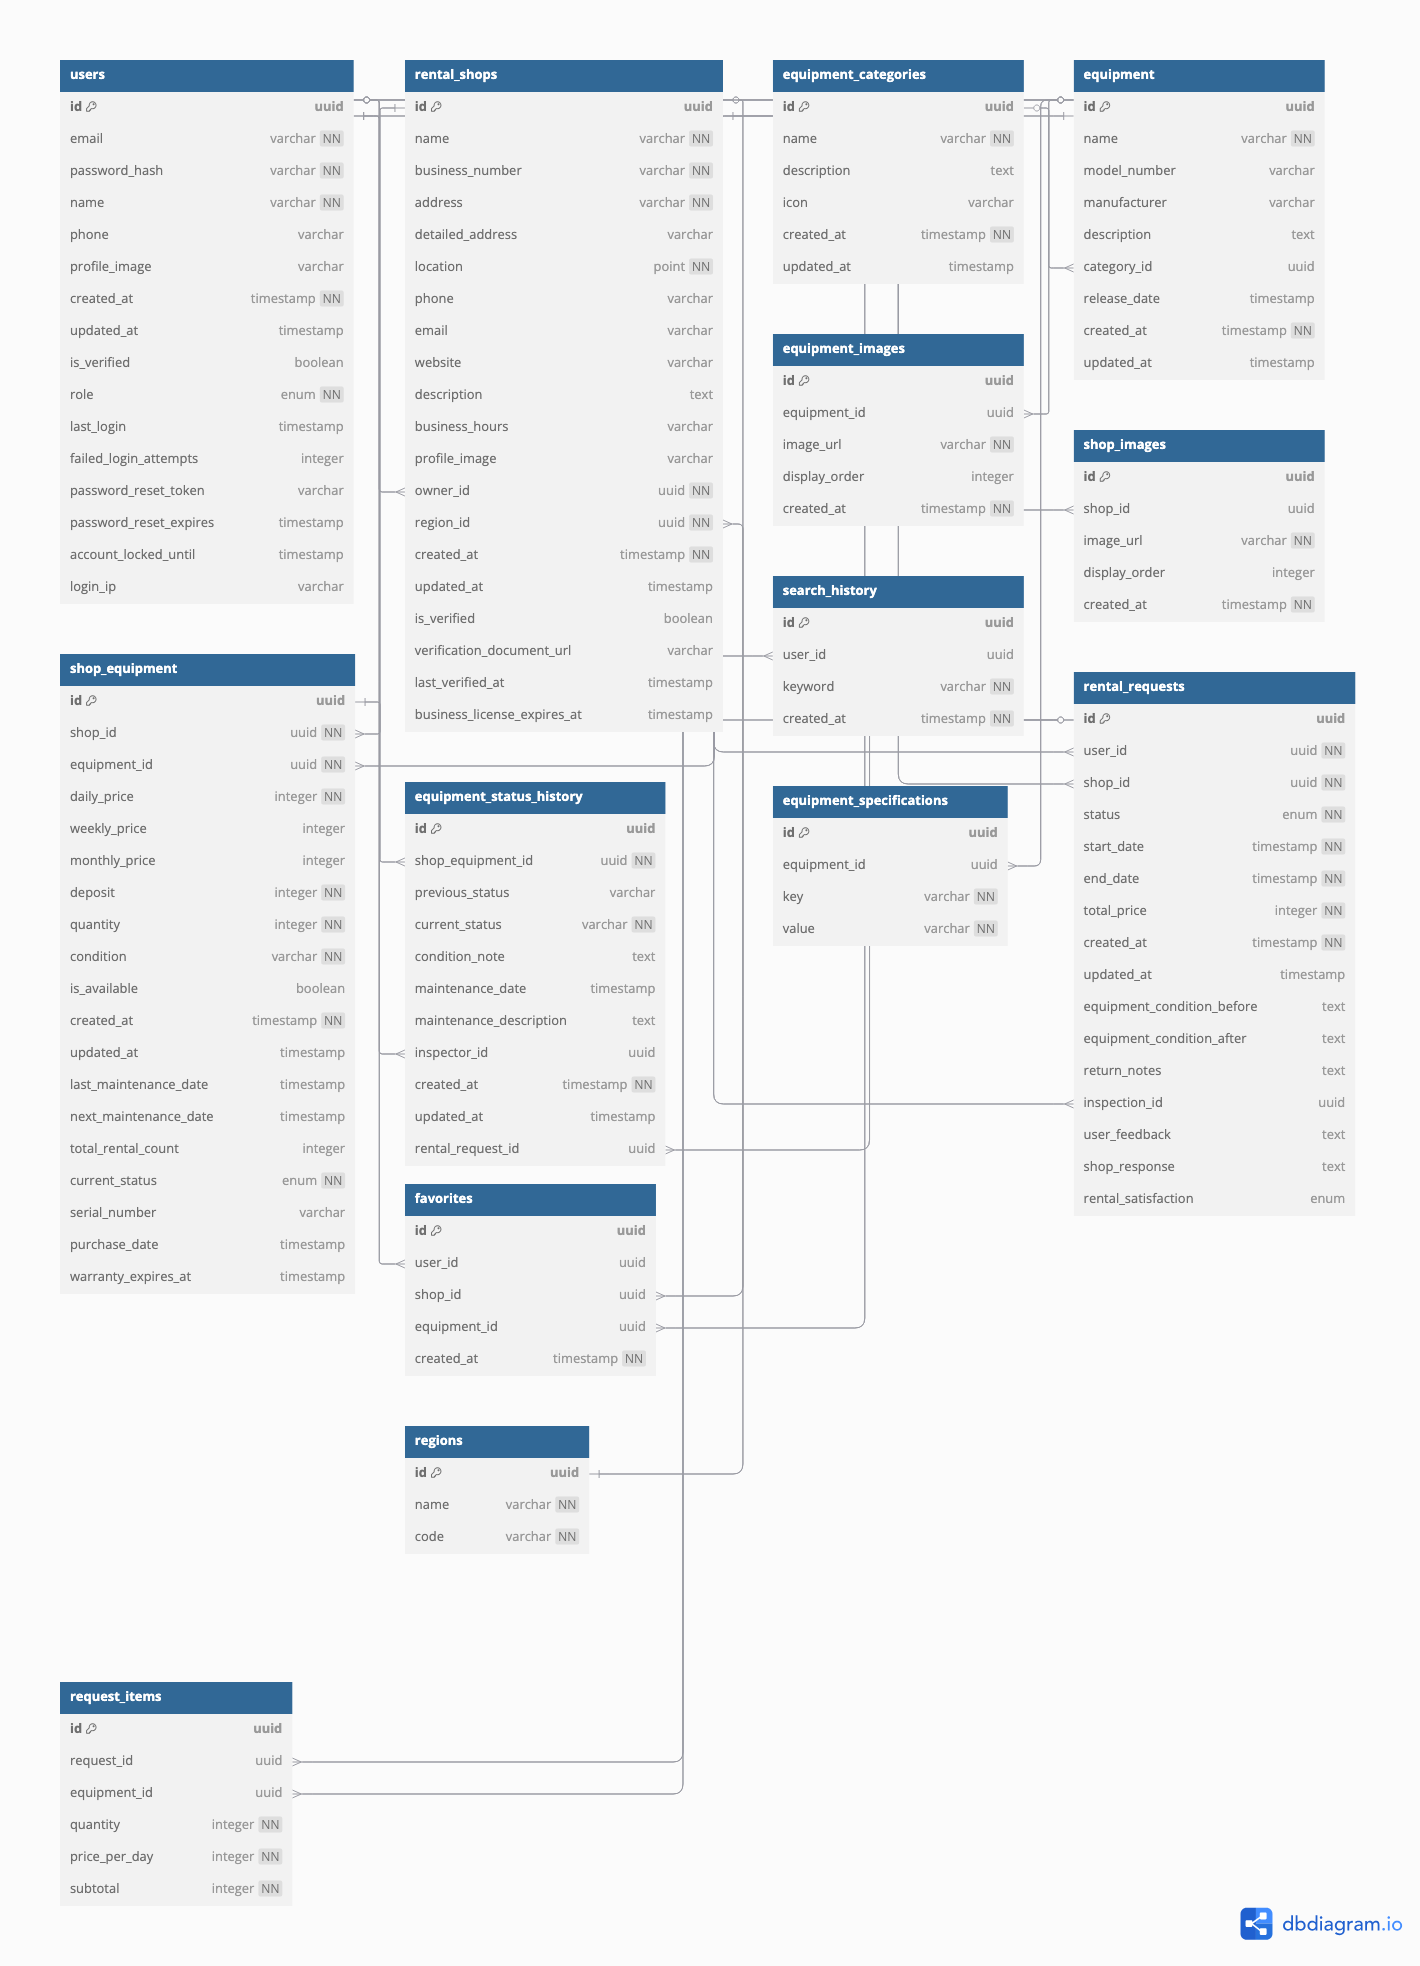 users
id uuid
email varchar NN
password_hash varchar NN
name varchar NN
phone varchar
profile_image varchar
created_at timestamp NN
updated_at timestamp
is_verified boolean
role enum NN
last_login timestamp
failed_login_attempts integer
password_reset_token varchar
password_reset_expires timestamp
account_locked_until timestamp
login_ip varchar
rental_shops
id uuid
name varchar NN
business_number varchar NN
address varchar NN
detailed_address varchar
location point NN
phone varchar
email varchar
website varchar
description text
business_hours varchar
profile_image varchar
owner_id uuid NN
region_id uuid NN
created_at timestamp NN
updated_at timestamp
is_verified boolean
verification_document_url varchar
last_verified_at timestamp
business_license_expires_at timestamp
equipment_categories
id uuid
name varchar NN
description text
icon varchar
created_at timestamp NN
updated_at timestamp
equipment
id uuid
name varchar NN
model_number varchar
manufacturer varchar
description text
category_id uuid
release_date timestamp
created_at timestamp NN
updated_at timestamp
equipment_images
id uuid
equipment_id uuid
image_url varchar NN
display_order integer
created_at timestamp NN
shop_images
id uuid
shop_id uuid
image_url varchar NN
display_order integer
created_at timestamp NN
search_history
id uuid
user_id uuid
keyword varchar NN
created_at timestamp NN
shop_equipment
id uuid
shop_id uuid NN
equipment_id uuid NN
daily_price integer NN
weekly_price integer
monthly_price integer
deposit integer NN
quantity integer NN
condition varchar NN
is_available boolean
created_at timestamp NN
updated_at timestamp
last_maintenance_date timestamp
next_maintenance_date timestamp
total_rental_count integer
current_status enum NN
serial_number varchar
purchase_date timestamp
warranty_expires_at timestamp
equipment_status_history
id uuid
shop_equipment_id uuid NN
previous_status varchar
current_status varchar NN
condition_note text
maintenance_date timestamp
maintenance_description text
inspector_id uuid
created_at timestamp NN
updated_at timestamp
rental_request_id uuid
equipment_specifications
id uuid
equipment_id uuid
key varchar NN
value varchar NN
rental_requests
id uuid
user_id uuid NN
shop_id uuid NN
status enum NN
start_date timestamp NN
end_date timestamp NN
total_price integer NN
created_at timestamp NN
updated_at timestamp
equipment_condition_before text
equipment_condition_after text
return_notes text
inspection_id uuid
user_feedback text
shop_response text
rental_satisfaction enum
favorites
id uuid
user_id uuid
shop_id uuid
equipment_id uuid
created_at timestamp NN
regions
id uuid
name varchar NN
code varchar NN
request_items
id uuid
request_id uuid
equipment_id uuid
quantity integer NN
price_per_day integer NN
subtotal integer NN
dbdiagram.io